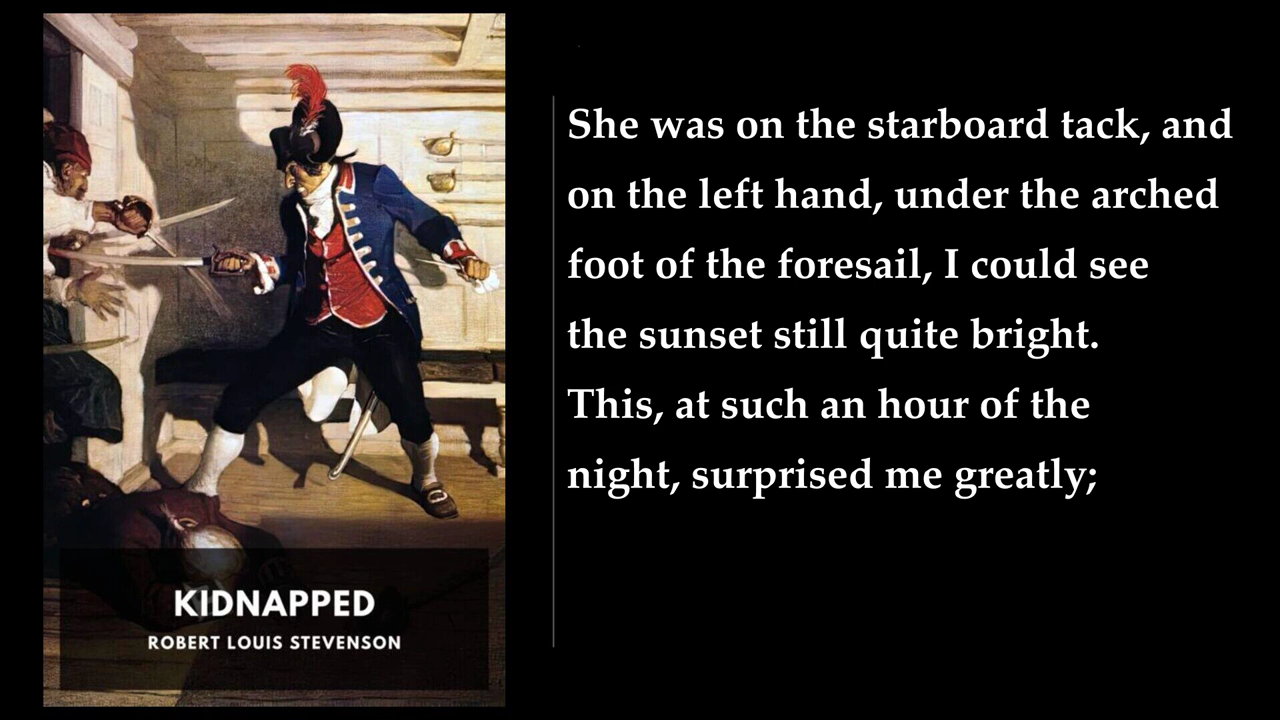 She was on the starboard tack, and
on the left hand, under the arched
foot of the foresail, I could see
the sunset still quite bright.
This, at such an hour of the
night, surprised me greatly;
KIDNAPPED
ROBERT LOUIS STEVENSON